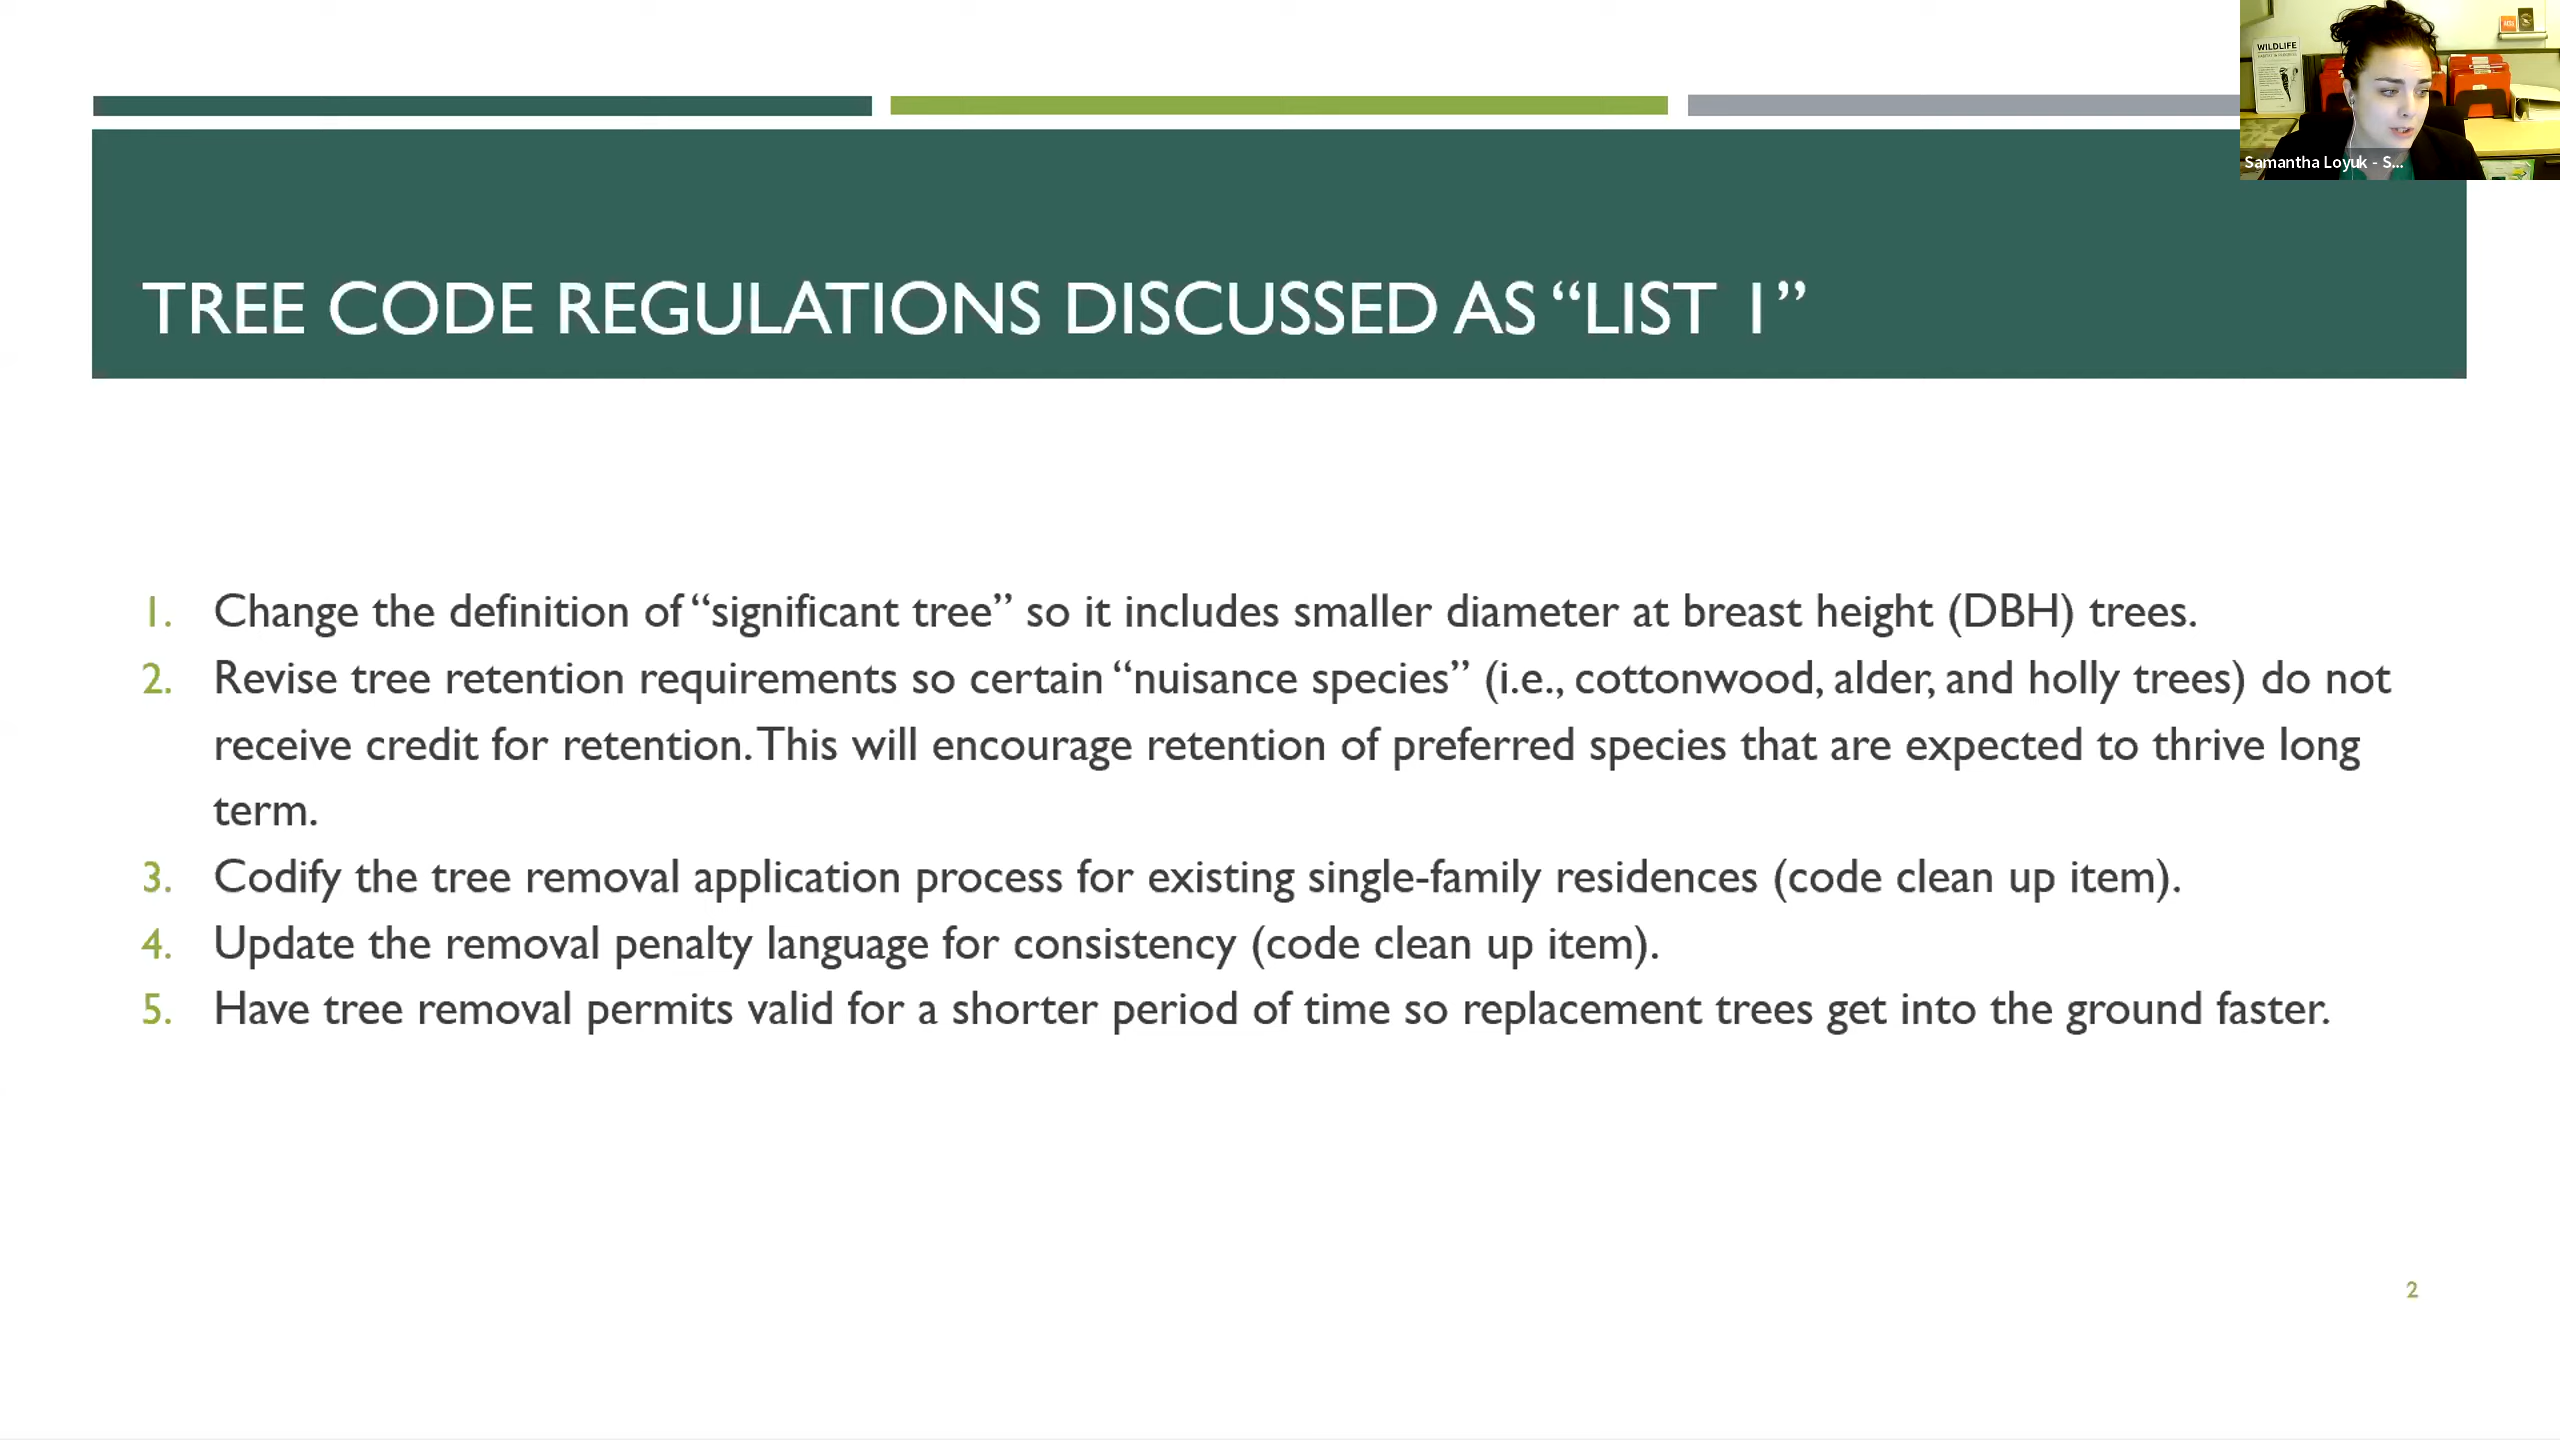 WILDLIFE
Samantha Loyuk - S...
TREE CODE REGULATIONS DISCUSSED AS “LIST 1”
1. Change the definition of “significant tree” so it includes smaller diameter at breast height (DBH) trees.
2. Revise tree retention requirements so certain “nuisance species” (i.e., cottonwood, alder, and holly trees) do not
receive credit for retention. This will encourage retention of preferred species that are expected to thrive long
term.
3. Codify the tree removal application process for existing single-family residences (code clean up item).
4. Update the removal penalty language for consistency (code clean up item).
5. Have tree removal permits valid for a shorter period of time so replacement trees get into the ground faster.
2